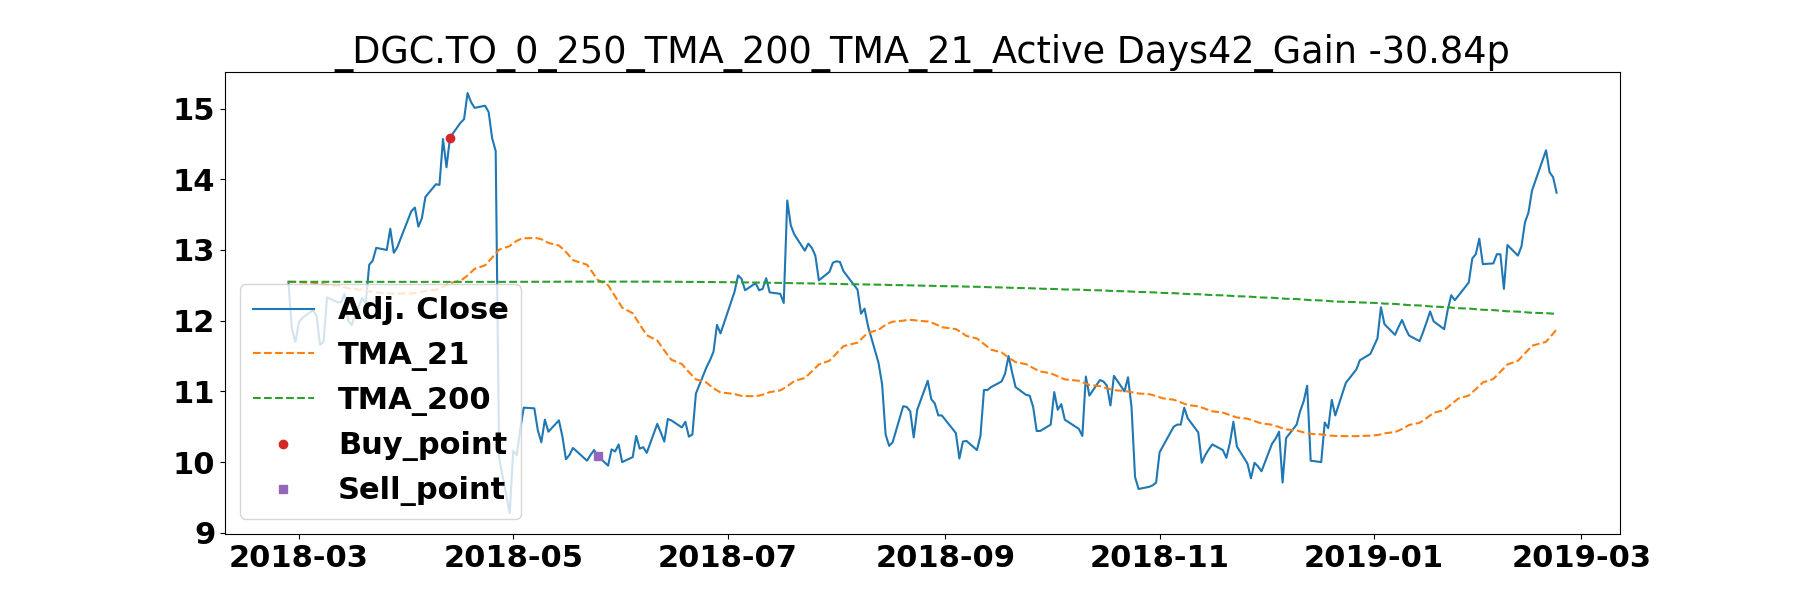 _DGC.TO_0_250_TMA_200_TMA_21_Active Days42_Gain -30.84p
15
14
13
12
11
10
9
Adj. Close
TMA_21
TMA_200
Buy_point
Sell_point
2018-03 2018-05 2018-07 2018-09 2018-11 2019-01 2019-03